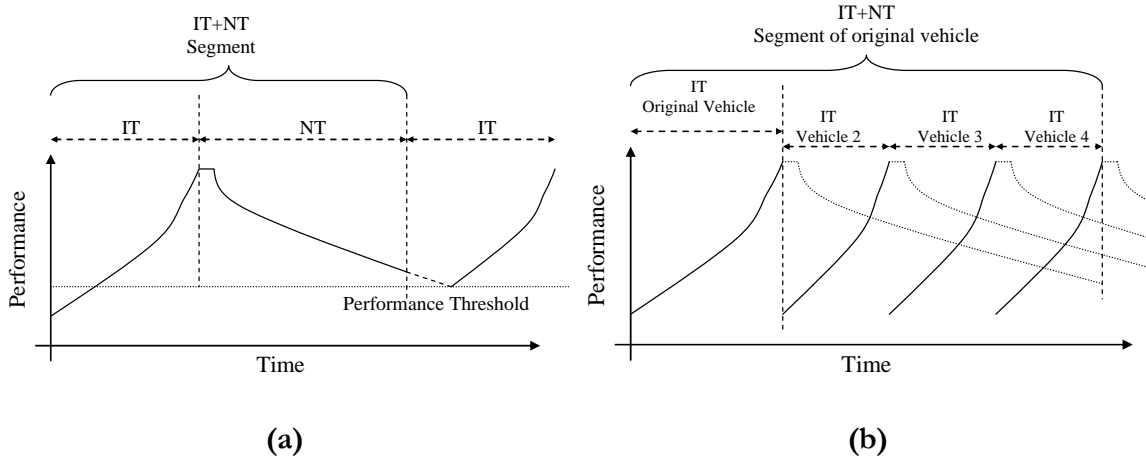 IT+NT
Segment
IT
NT
IT
Performance
Performance Threshold
Time
(a)
IT+NT
Segment of original vehicle
IT
Original Vehicle
IT
Vehicle 2
IT
Vehicle 3
IT
Vehicle 4
Performance
Time
(b)